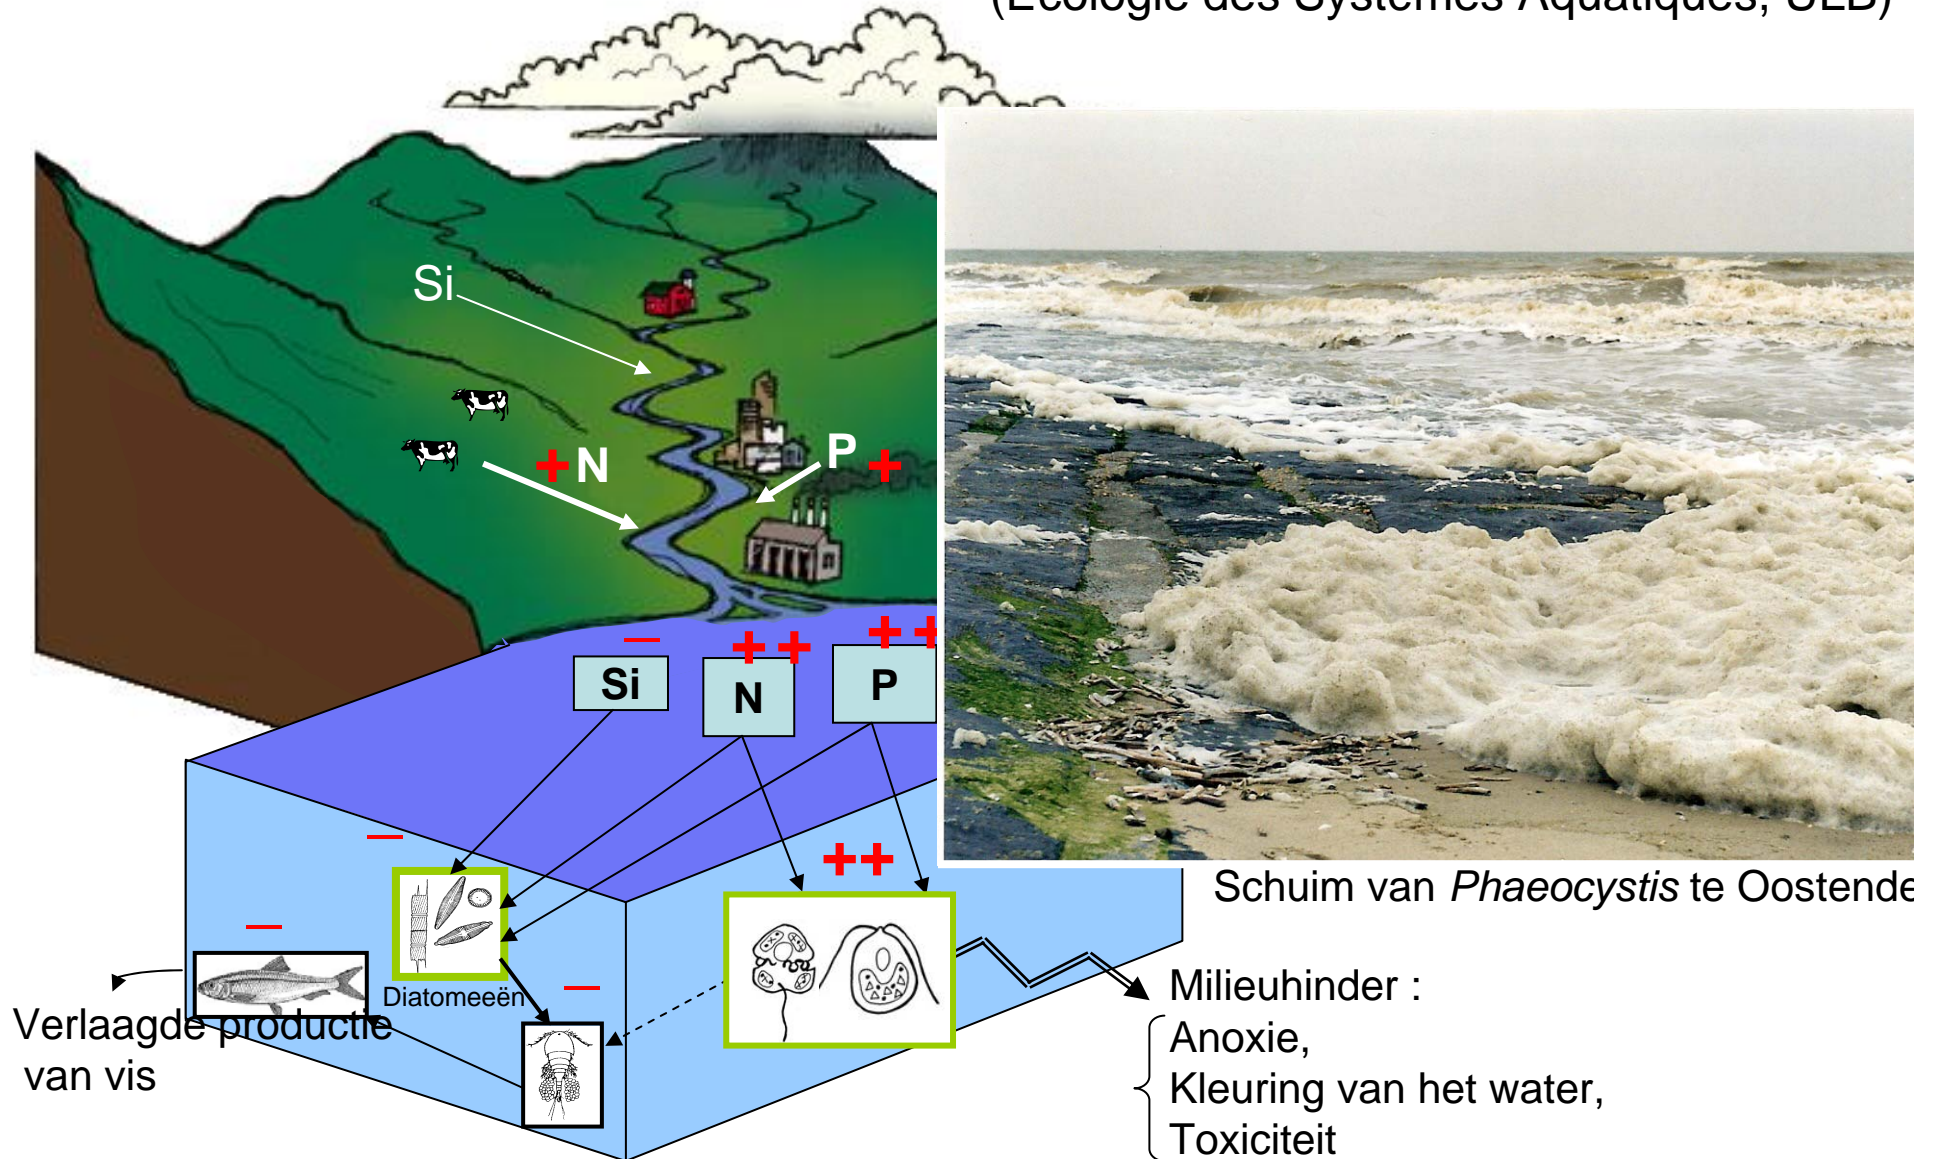 (Ecologie des Systèmes Aquatiques, ULB)
Si
+ N
P +
–
+ +
+ +
Si
N
P
–
++
–
Schuim van Phaeocystis te Oostende
Diatomeeën
–
Milieuhinder :
Verlaagde productie
van vis
Anoxie,
Kleuring van het water,
Toxiciteit